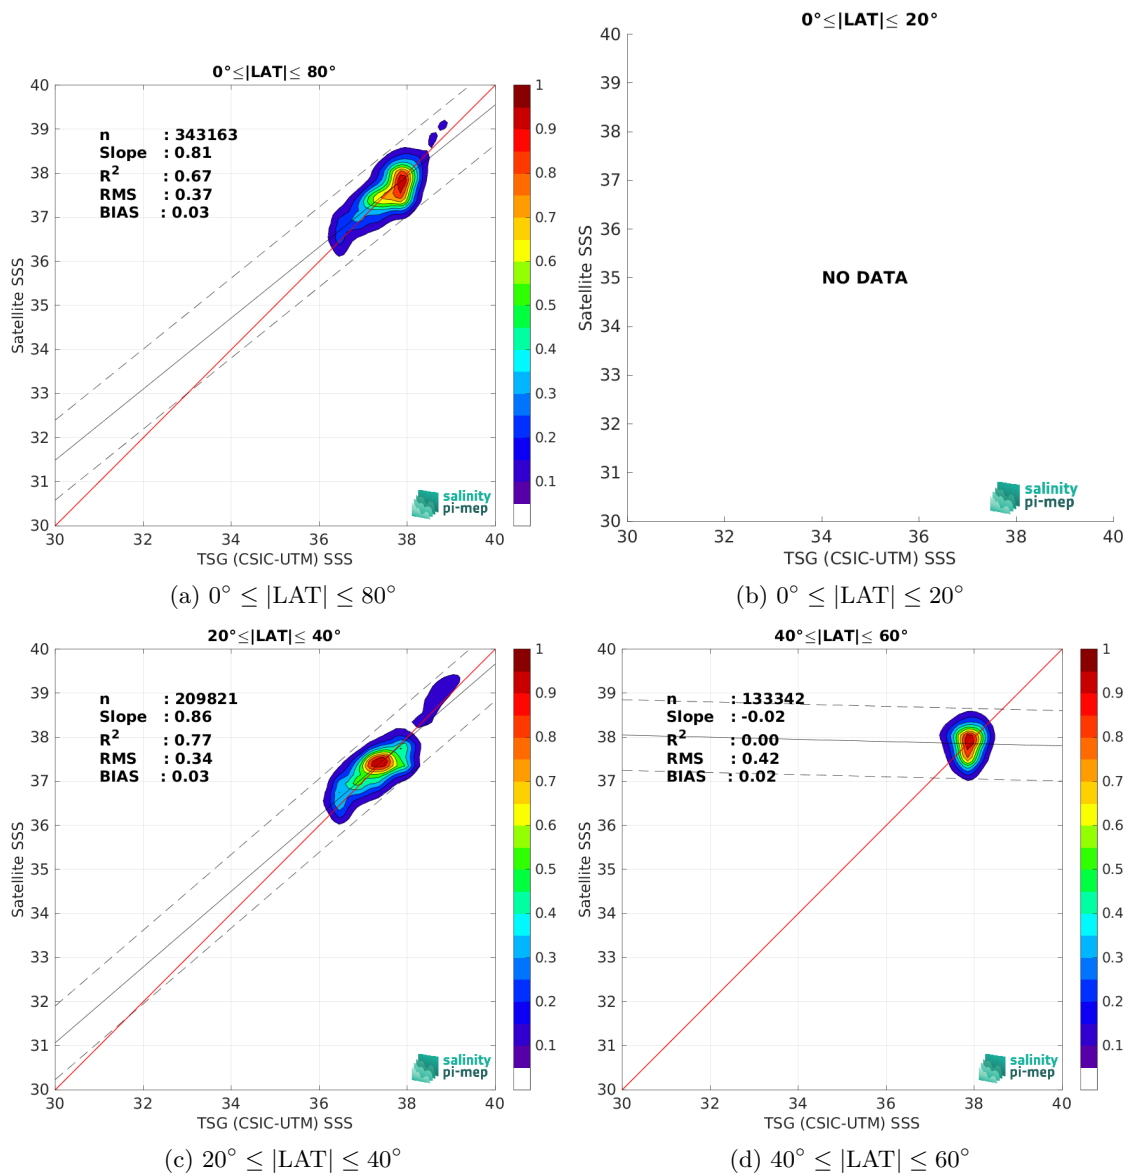 0°≤|LAT|≤ 80°
40
39
38
37
36
35
34
33
32
31
30
30
32
34
36
38
40
Satellite SSS
TSG (CSIC-UTM) SSS
n : 343163
Slope : 0.81
R2 : 0.67
RMS : 0.37
BIAS : 0.03
1
0.9
0.8
0.7
0.6
0.5
0.4
0.3
0.2
0.1
salinity
pi-mep
(a) 0° ≤ |LAT| ≤ 80°
0°≤|LAT|≤ 20°
40
39
38
37
36
35
34
33
32
31
30
30
32
34
36
38
40
Satellite SSS
TSG (CSIC-UTM) SSS
NO DATA
salinity
pi-mep
(b) 0° ≤ |LAT| ≤ 20°
20°≤|LAT|≤ 40°
40
39
38
37
36
35
34
33
32
31
30
30
32
34
36
38
40
Satellite SSS
TSG (CSIC-UTM) SSS
n : 209821
Slope : 0.86
R2 : 0.77
RMS : 0.34
BIAS : 0.03
1
0.9
0.8
0.7
0.6
0.5
0.4
0.3
0.2
0.1
salinity
pi-mep
(c) 20° ≤ |LAT| ≤ 40°
40°≤|LAT|≤ 60°
40
39
38
37
36
35
34
33
32
31
30
30
32
34
36
38
40
Satellite SSS
TSG (CSIC-UTM) SSS
n : 133342
Slope : -0.02
R2 : 0.00
RMS : 0.42
BIAS : 0.02
1
0.9
0.8
0.7
0.6
0.5
0.4
0.3
0.2
0.1
salinity
pi-mep
(d) 40° ≤ |LAT| ≤ 60°